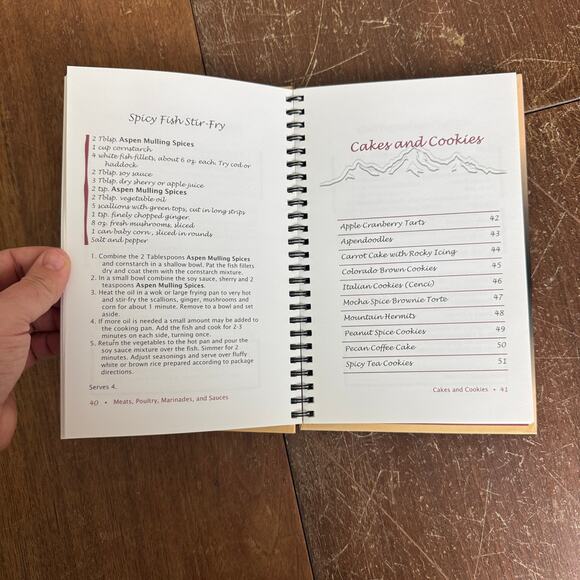 Spicy Fish Stir-Fry
2 Tblsp. Aspen Mulling Spices
1 cup cornstarch
4 white fish fillets, about 6 oz. each. Try cod or
haddock
2 Tblsp. soy sauce
3 Tblsp. dry sherry or apple juice
2 tsp. Aspen Mulling Spices
2 Tblsp. vegetable oil
5 scallions with green tops, cut in long strips
1 tsp. finely chopped ginger.
8 oz. fresh mushrooms, sliced
1 can baby corn , sliced in rounds
Salt and pepper
1. Combine the 2 Tablespoons Aspen Mulling Spices
and cornstarch in a shallow bowl. Pat the fish fillets
dry and coat them with the cornstarch mixture.
2. In a small bowl combine the soy sauce, sherry and 2
teaspoons Aspen Mulling Spices.
3. Heat the oil in a wok or large frying pan to very hot
and stir-fry the scallions, ginger, mushrooms and
corn for about 1 minute. Remove to a bowl and set
aside.
4. If more oil is needed a small amount may be added to
the cooking pan. Add the fish and cook for 2-3
minutes on each side, turning once.
5. Return the vegetables to the hot pan and pour the
soy sauce mixture over the fish. Simmer for 2
minutes. Adjust seasonings and serve over fluffy
white or brown rice prepared according to package
directions.
Serves 4.
40 • Meats, Poultry, Marinades, and Sauces
Cakes and Cookies
Apple Cranberry Tarts 42
Aspendoodles 43
Carrot Cake with Rocky Icing 44
Colorado Brown Cookies 45
Italian Cookies (Cenci) 46
Mocha Spice Brownie Torte 47
Mountain Hermits 48
Peanut Spice Cookies 49
Pecan Coffee Cake 50
Spicy Tea Cookies 51
Cakes and Cookies • 41